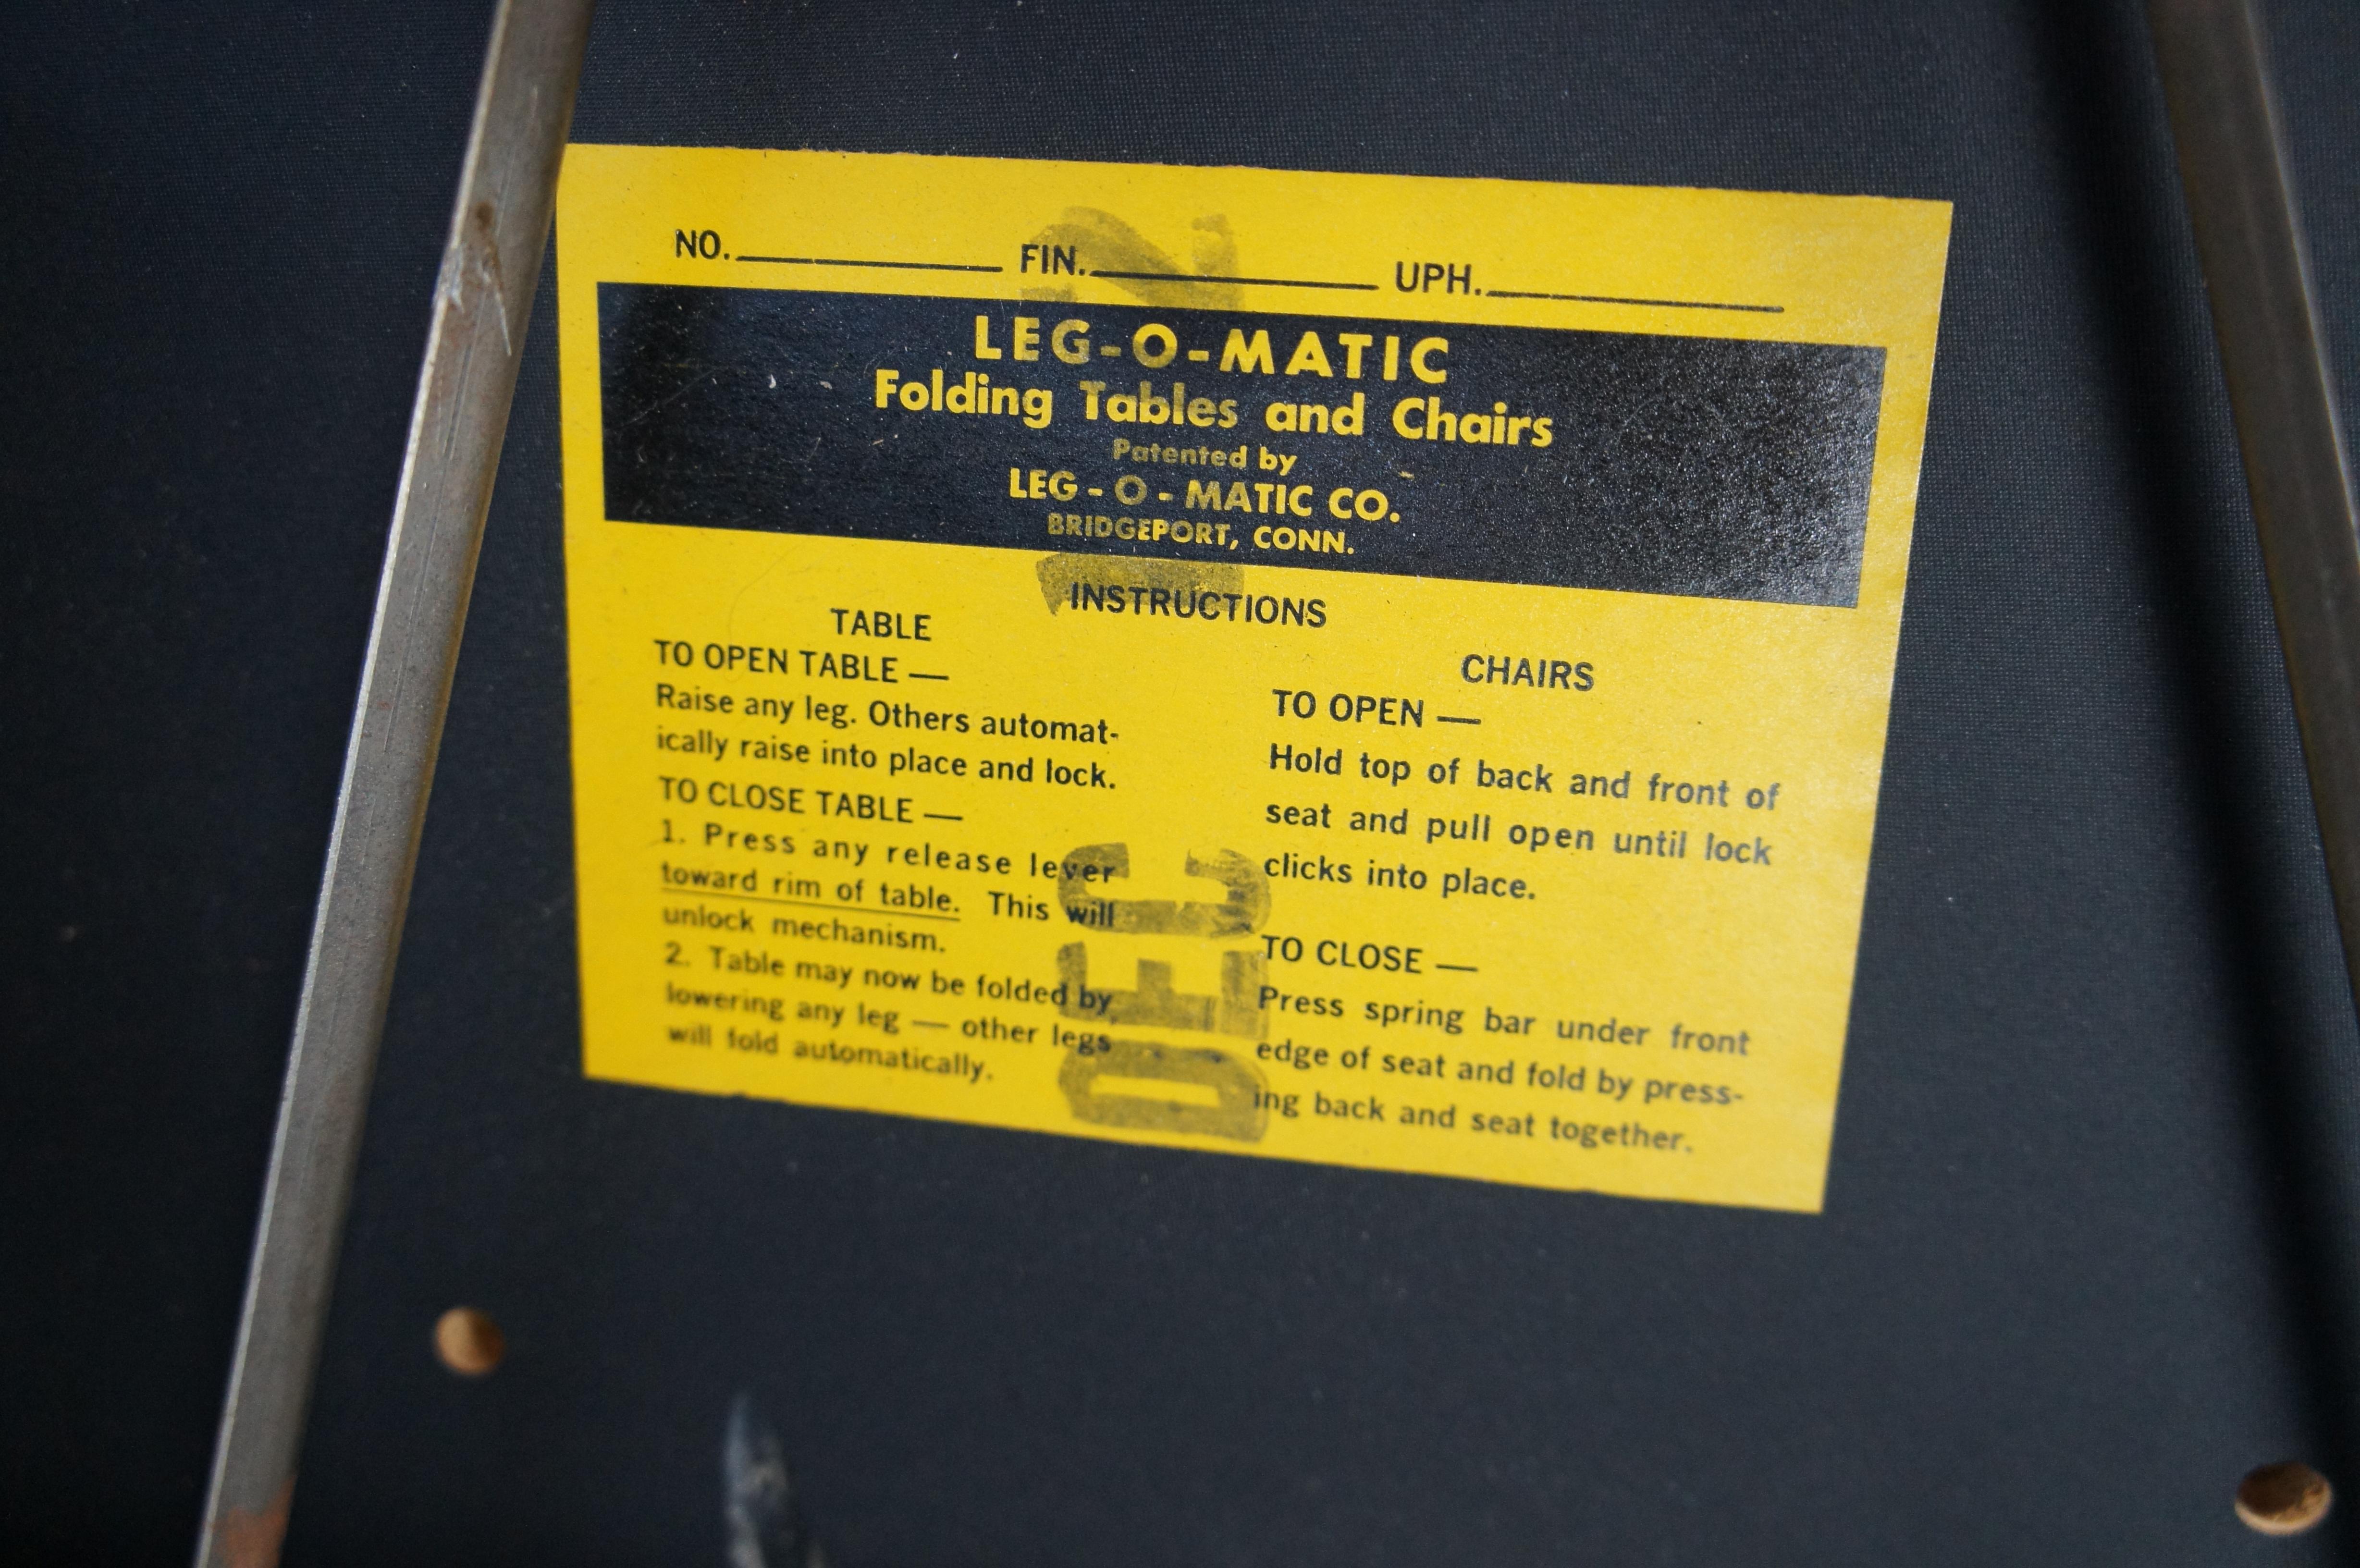 NO. FIN. UPH.
LEG-O-MATIC
Folding Tables and Chairs
Patented by
LEG-O-MATIC CO.
BRIDGEPORT, CONN.
INSTRUCTIONS
TABLE
TO OPEN TABLE —
Raise any leg. Others automat-
ically raise into place and lock.
TO CLOSE TABLE —
1. Press any release lever
toward rim of table. This will
unlock mechanism.
2. Table may now be folded by
lowering any leg — other legs
will fold automatically.
CHAIRS
TO OPEN —
Hold top of back and front of
seat and pull open until lock
clicks into place.
TO CLOSE —
Press spring bar under front
edge of seat and fold by press-
ing back and seat together.
DEC